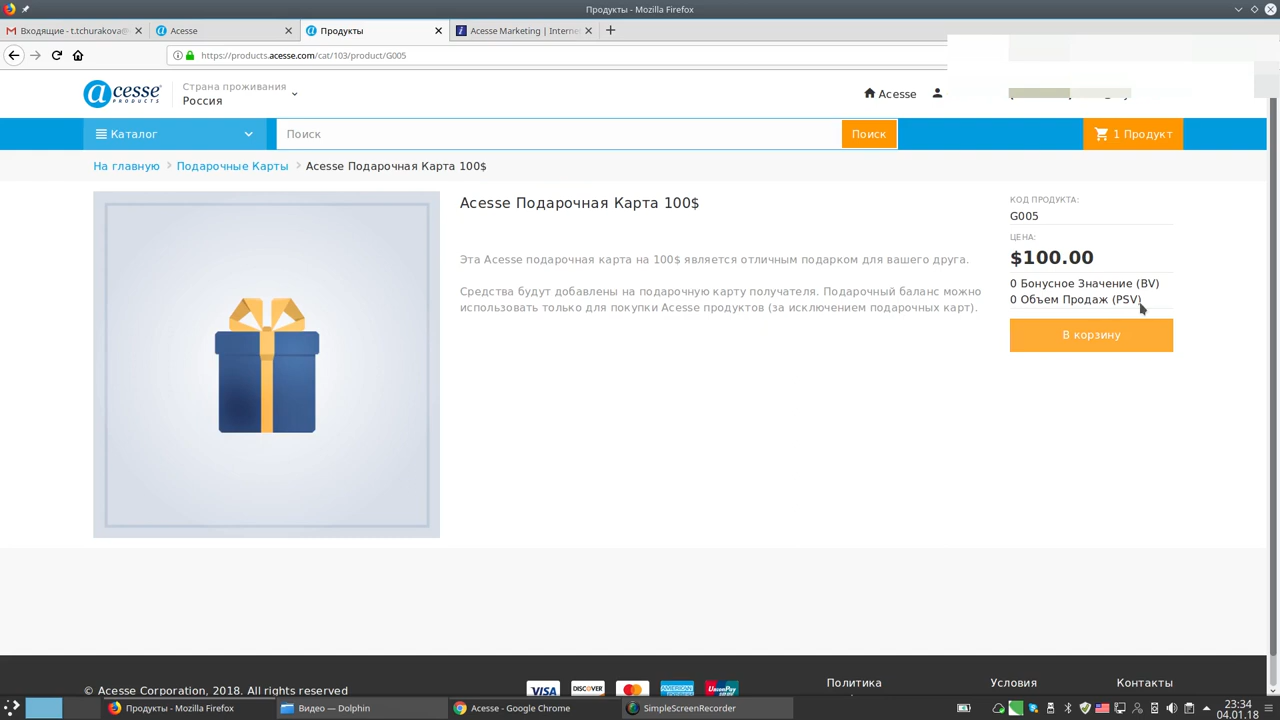 Продукты - Mozilla Firefox
Входящие - t.tchurakova@
Acesse
Продукты
Acesse Marketing | Interne
https://products.acesse.com/cat/103/product/G005
acesse
PRODUCTS
Страна проживания
Россия
Acesse
Каталог
Поиск
Поиск
1 Продукт
На главную
Подарочные Карты
Acesse Подарочная Карта 100$
Acesse Подарочная Карта 100$
Эта Acesse подарочная карта на 100$ является отличным подарком для вашего друга.
Средства будут добавлены на подарочную карту получателя. Подарочный баланс можно
использовать только для покупки Acesse продуктов (за исключением подарочных карт).
КОД ПРОДУКТА:
G005
ЦЕНА:
$100.00
0 Бонусное Значение (BV)
0 Объем Продаж (PSV)
В корзину
© Acesse Corporation, 2018. All rights reserved
VISA
DISCOVER
MasterCard
AMERICAN EXPRESS
UnionPay
Политика
Условия
Контакты
Продукты - Mozilla Firefox
Видео — Dolphin
Acesse - Google Chrome
SimpleScreenRecorder
23:34
04.01.18